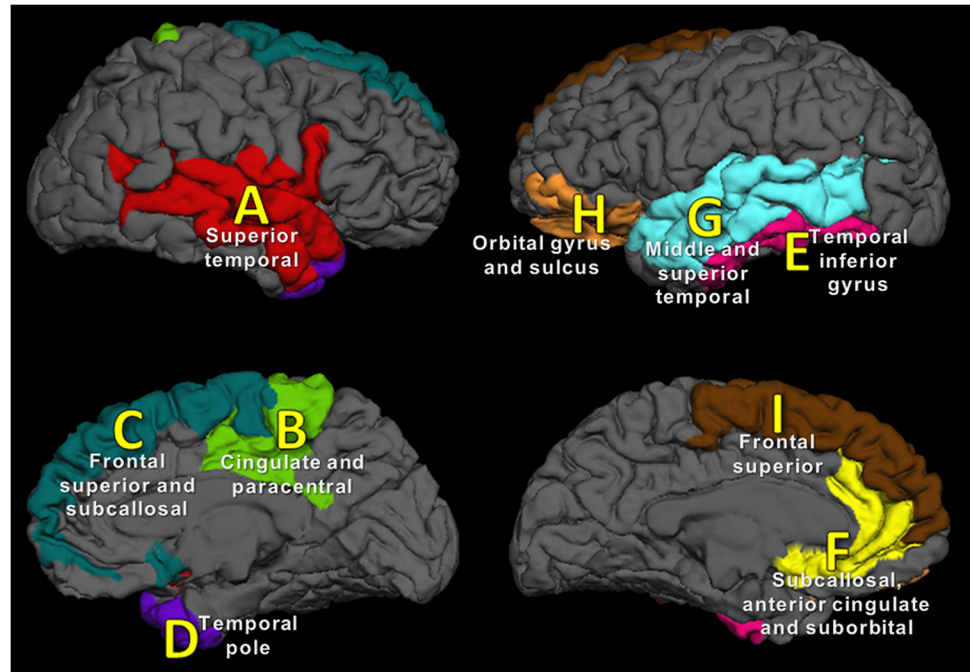 A
Superior
temporal
H
Orbital gyrus
and sulcus
G
Middle and
superior
temporal
E
Temporal
inferior
gyrus
C
Frontal
superior and
subcallosal
B
Cingulate and
paracentral
D
Temporal
pole
I
Frontal
superior
F
Subcallosal,
anterior cingulate
and suborbital